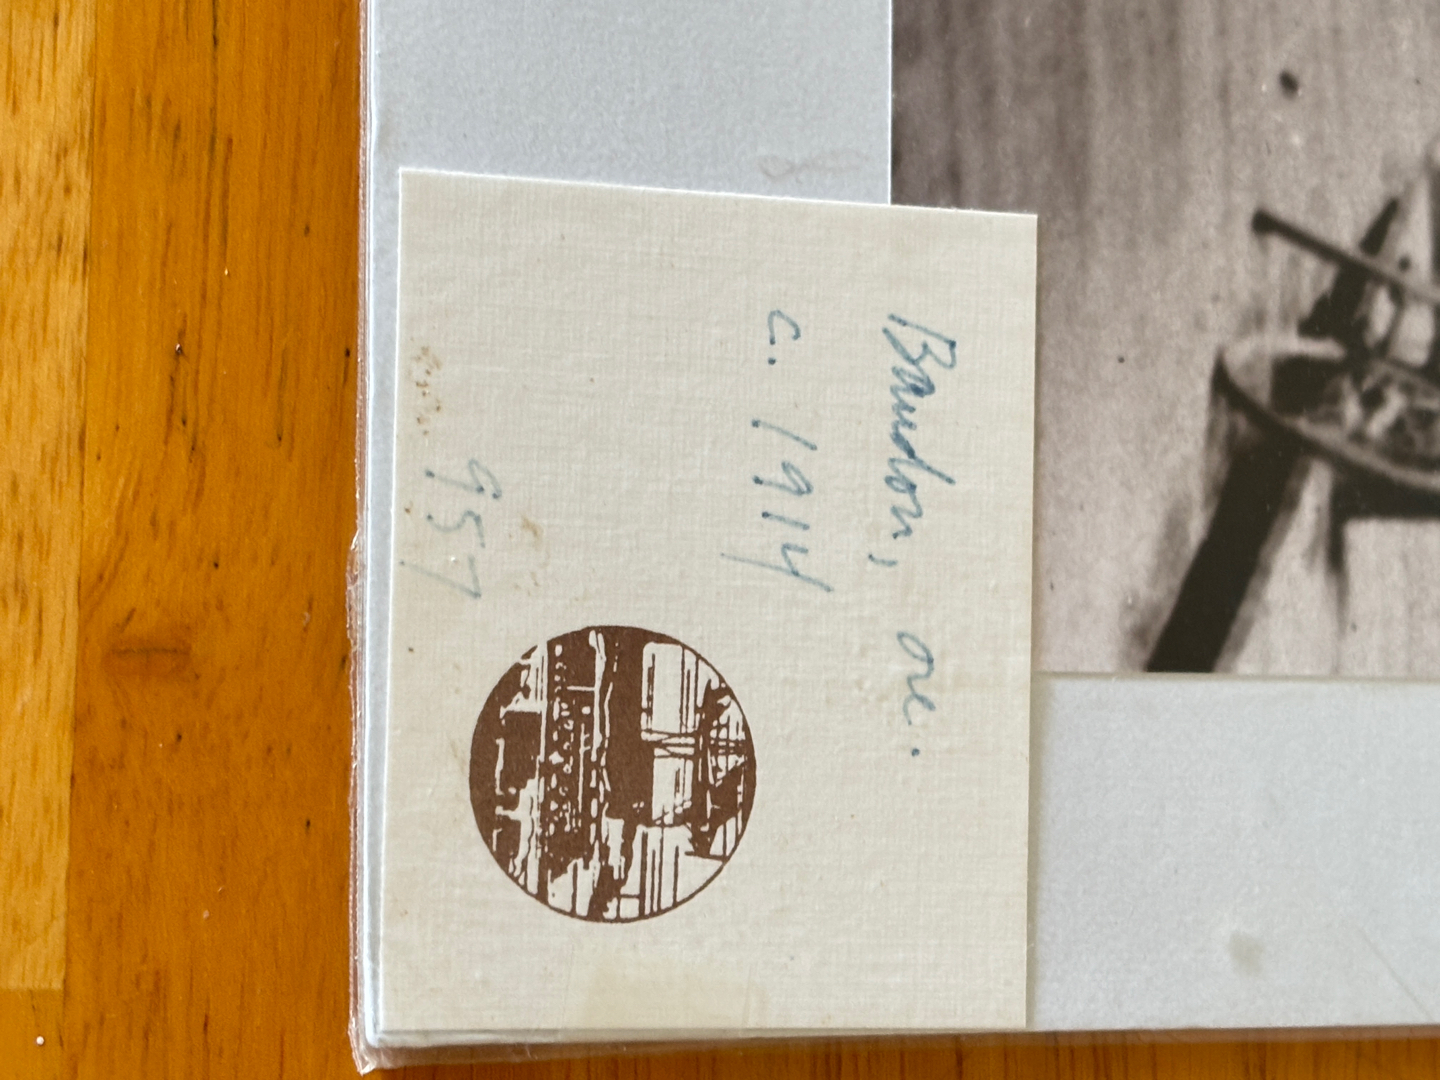 Bandon, ore.
c. 1914
957